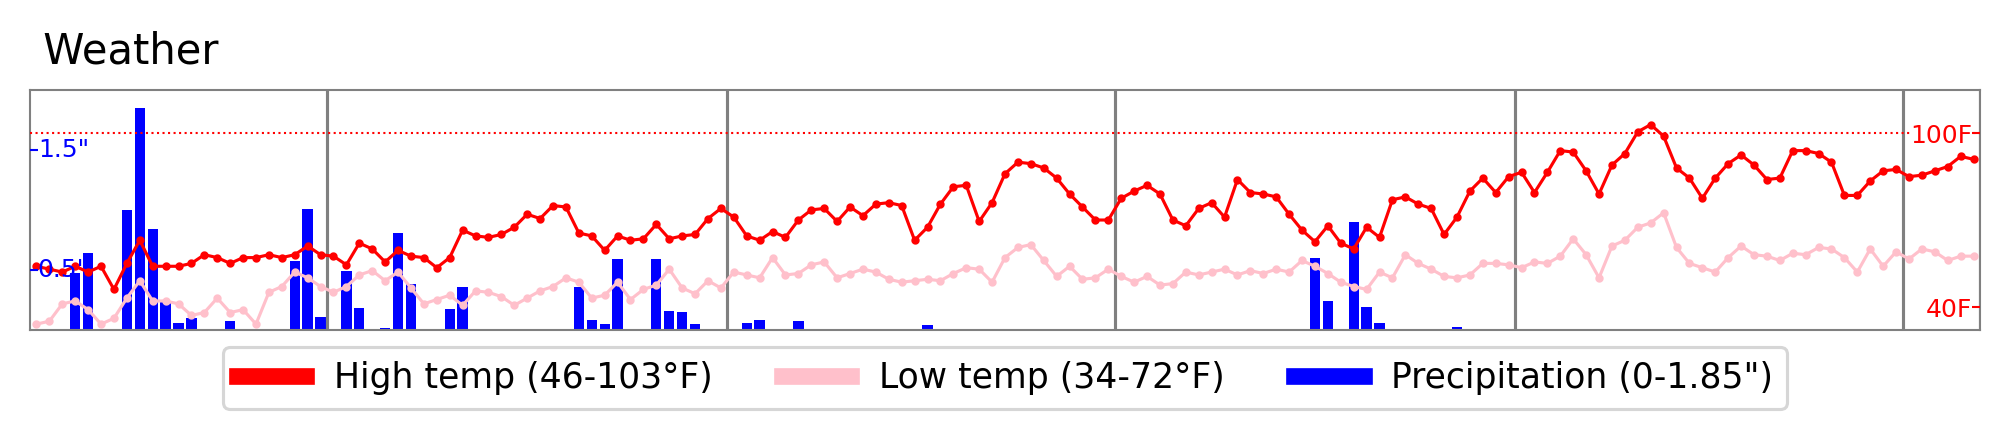 Weather
1.5"
100F
0.5"
40F
High temp (46-103°F) Low temp (34-72°F) Precipitation (0-1.85")